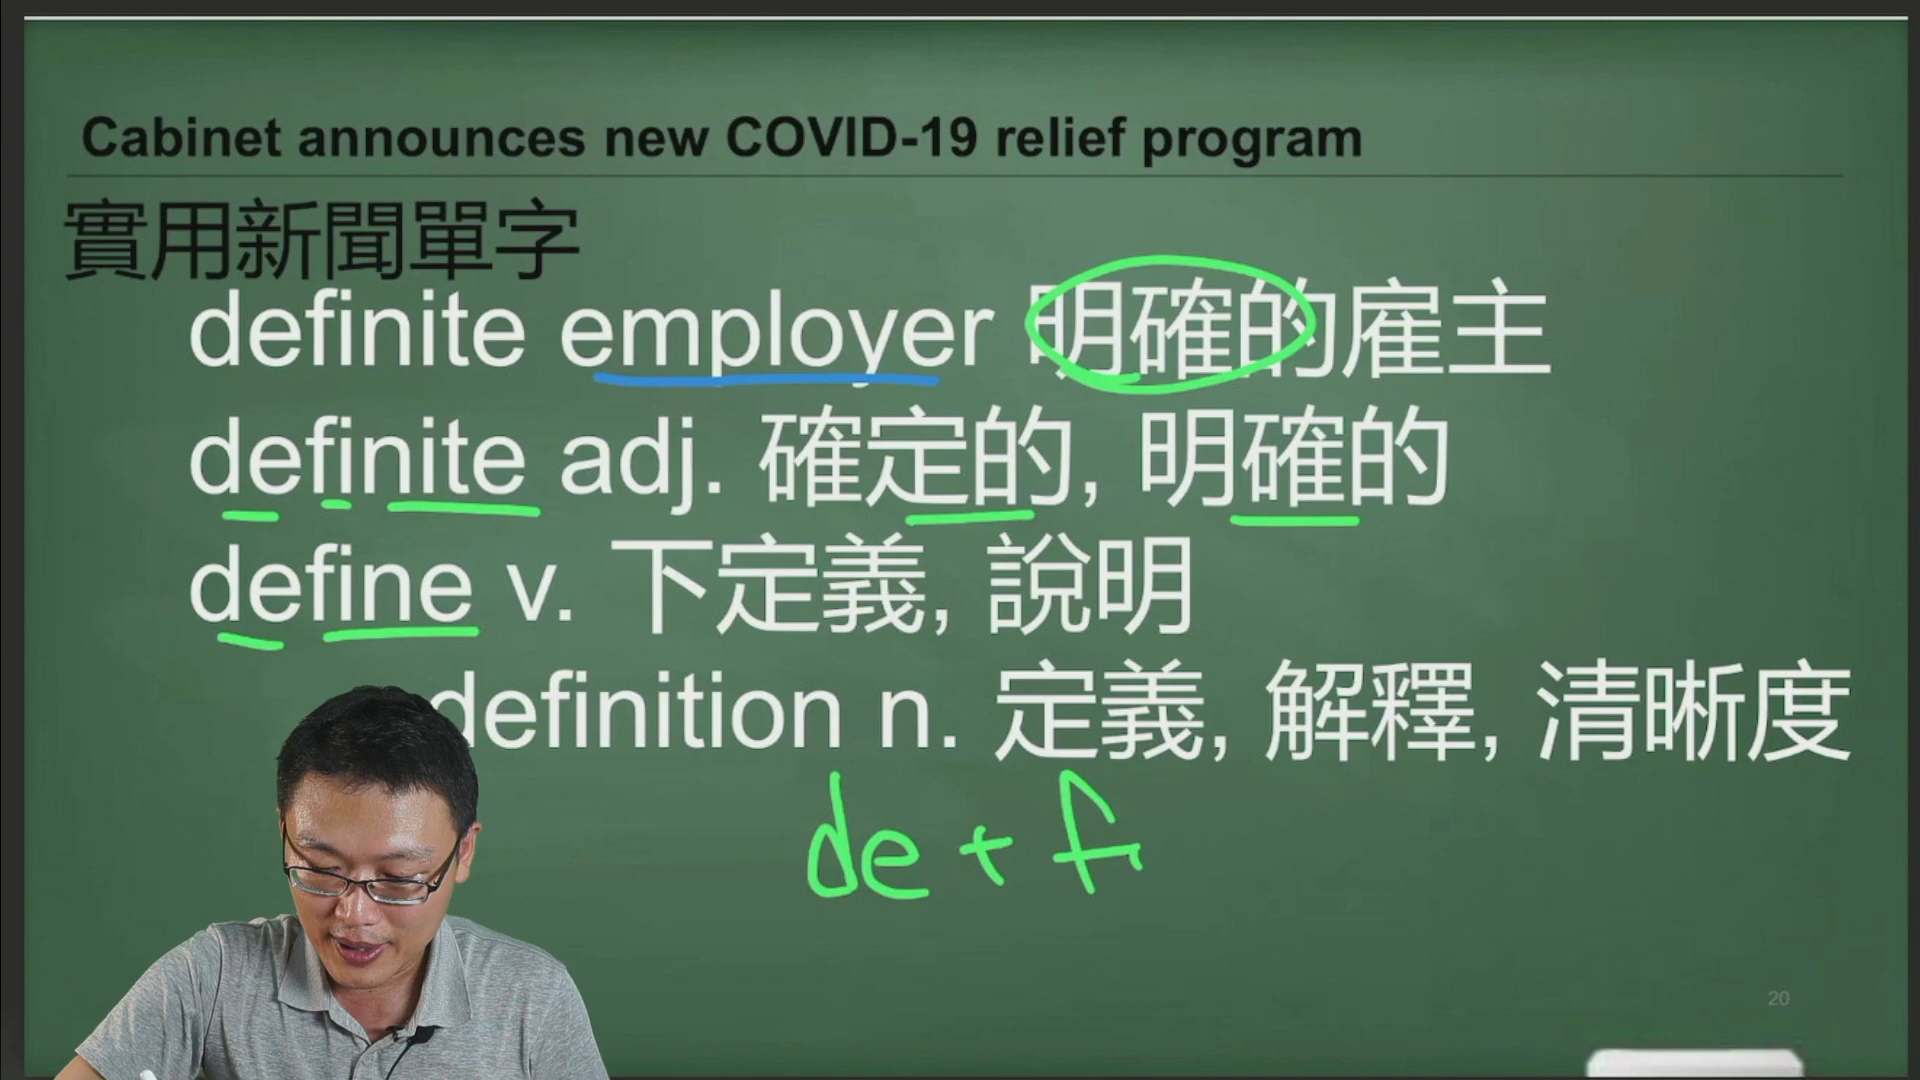 Cabinet announces new COVID-19 relief program
實用新聞單字
definite employer 明確的雇主
definite adj. 確定的, 明確的
define v. 下定義, 說明
definition n. 定義, 解釋, 清晰度
de + fi
20